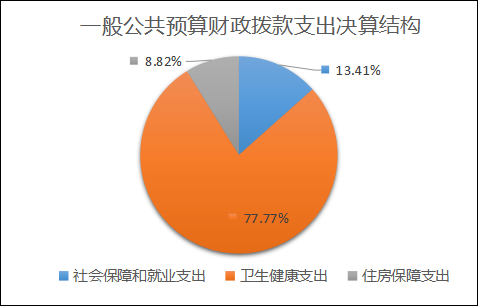 一般公共预算财政拨款支出决算结构
8.82%
13.41%
77.77%
社会保障和就业支出 卫生健康支出 住房保障支出